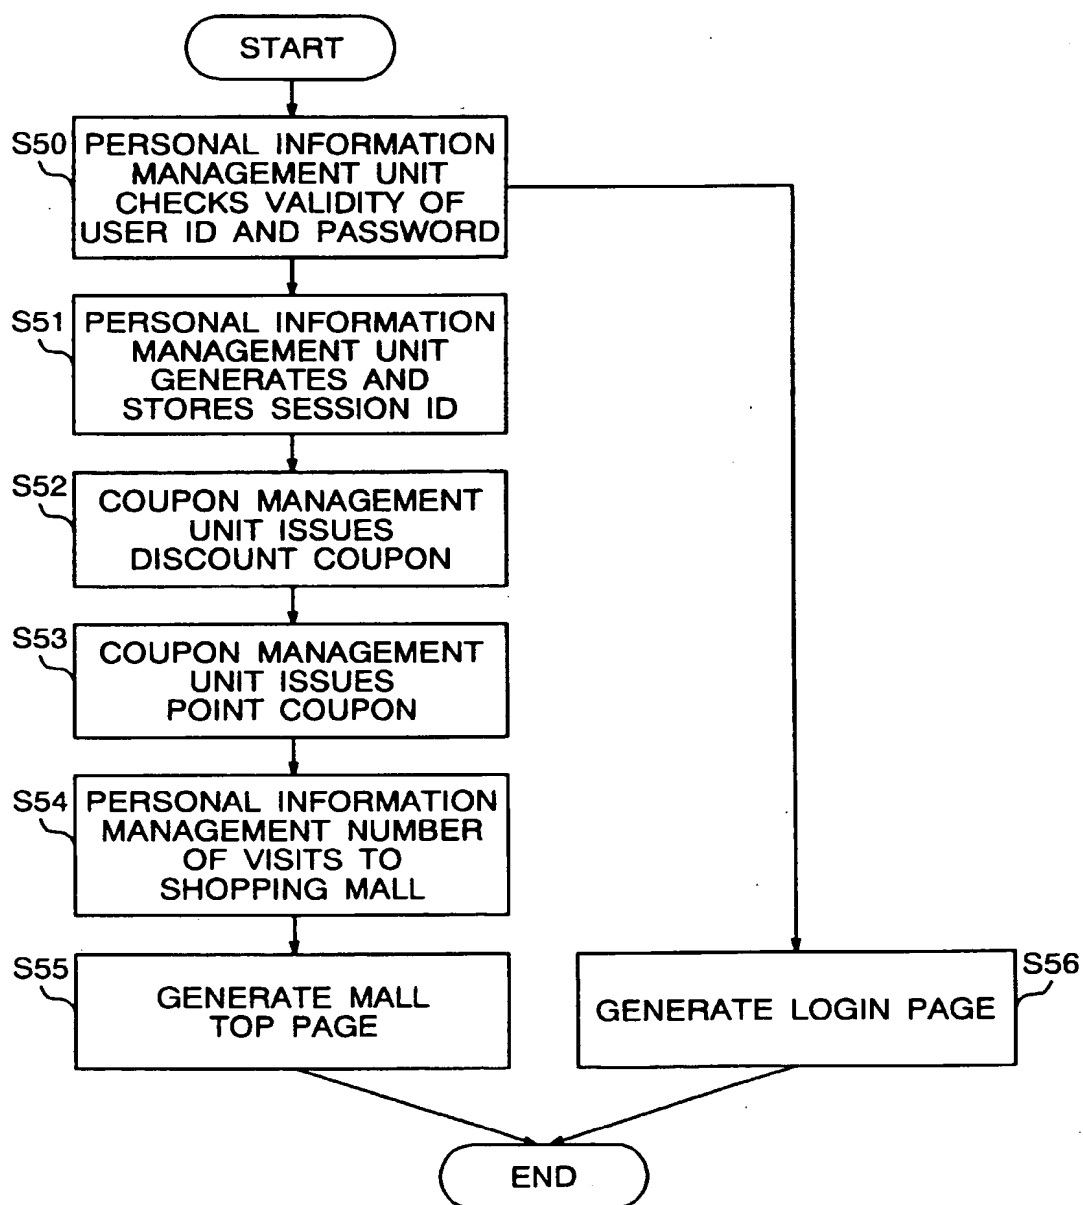 START
S50
PERSONAL INFORMATION
MANAGEMENT UNIT
CHECKS VALIDITY OF
USER ID AND PASSWORD
S51
PERSONAL INFORMATION
MANAGEMENT UNIT
GENERATES AND
STORES SESSION ID
S52
COUPON MANAGEMENT
UNIT ISSUES
DISCOUNT COUPON
S53
COUPON MANAGEMENT
UNIT ISSUES
POINT COUPON
S54
PERSONAL INFORMATION
MANAGEMENT NUMBER
OF VISITS TO
SHOPPING MALL
S55
GENERATE MALL
TOP PAGE
S56
GENERATE LOGIN PAGE
END